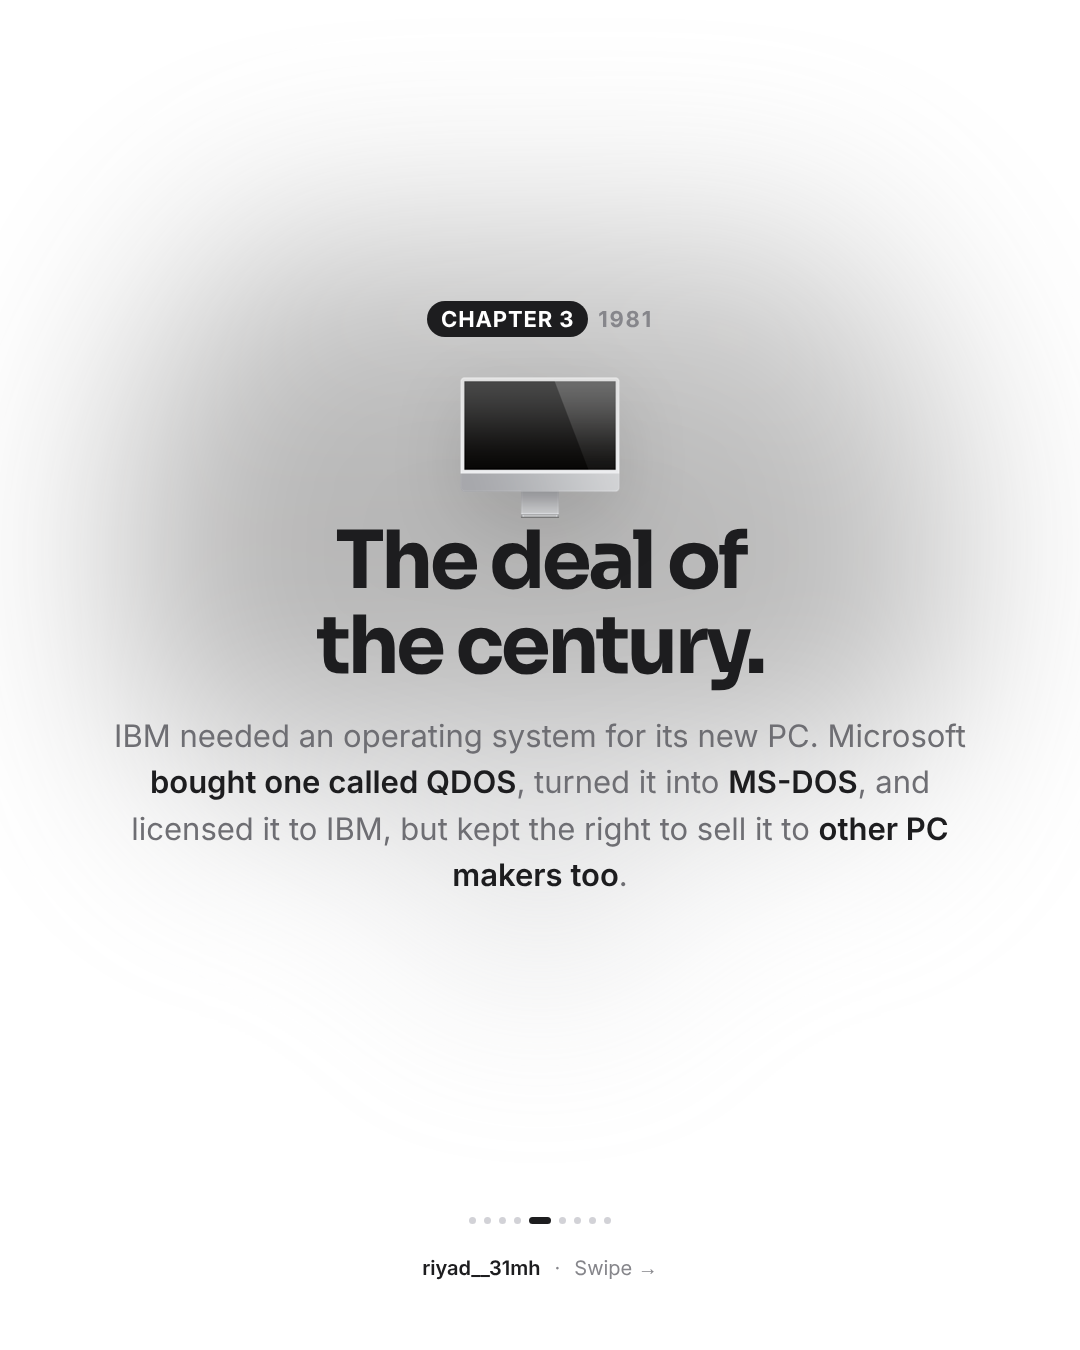 CHAPTER 3 1981
The deal of
the century.
IBM needed an operating system for its new PC. Microsoft
bought one called QDOS, turned it into MS-DOS, and
licensed it to IBM, but kept the right to sell it to other PC
makers too.
riyad__31mh · Swipe →